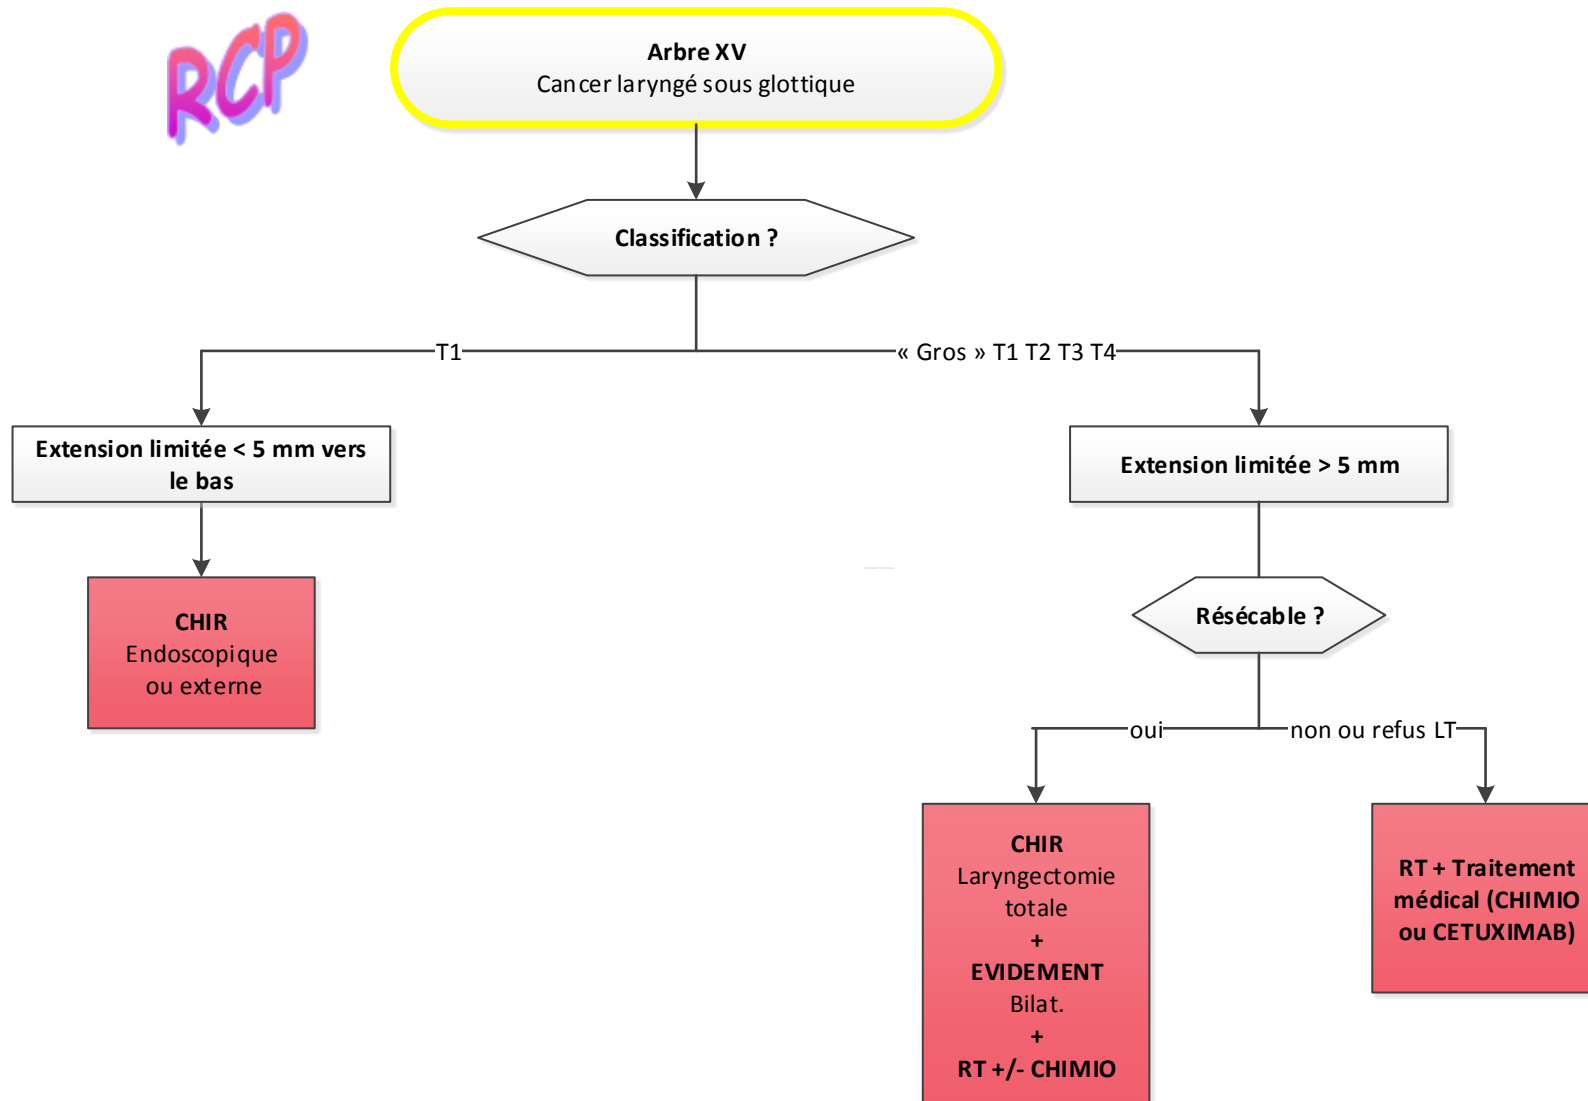 RCP
Arbre XV
Cancer laryngé sous glottique
Classification ?
T1
« Gros » T1 T2 T3 T4
Extension limitée < 5 mm vers
le bas
Extension limitée > 5 mm
CHIR
Endoscopique
ou externe
Résécable ?
oui
non ou refus LT
CHIR
Laryngectomie
totale
+
EVIDEMENT
Bilat.
+
RT +/- CHIMIO
RT + Traitement
médical (CHIMIO
ou CETUXIMAB)